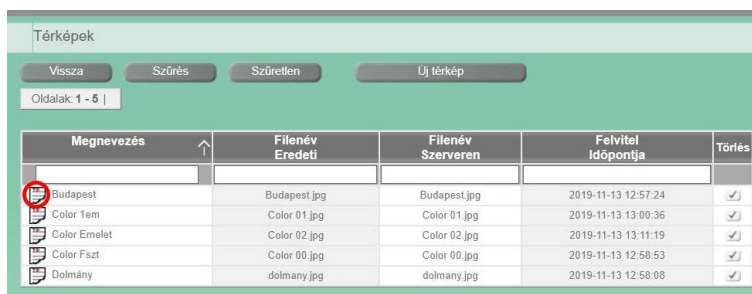 Térképek
Vissza Szűrés Szűretlen Új térkép
Oldalak: 1 - 5 |
Megnevezés Filenév Eredeti Filenév Szerveren Felvitel Időpontja Törlés
Budapest Budapest.jpg Budapest.jpg 2019-11-13 12:57:24
Color 1em Color 01.jpg Color 01.jpg 2019-11-13 13:00:36
Color Emelet Color 02.jpg Color 02.jpg 2019-11-13 13:11:19
Color Fszt Color 00.jpg Color 00.jpg 2019-11-13 12:58:53
Dolmány dolmany.jpg dolmany.jpg 2019-11-13 12:58:08